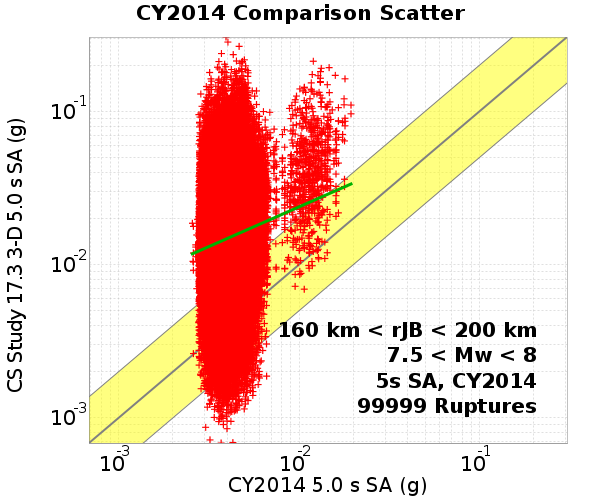 CY2014 Comparison Scatter
CS Study 17.3 3-D 5.0 s SA (g)
10-1
10-2
10-3
160 km < rJB < 200 km
7.5 < Mw < 8
5s SA, CY2014
99999 Ruptures
10-3 10-2 10-1
CY2014 5.0 s SA (g)